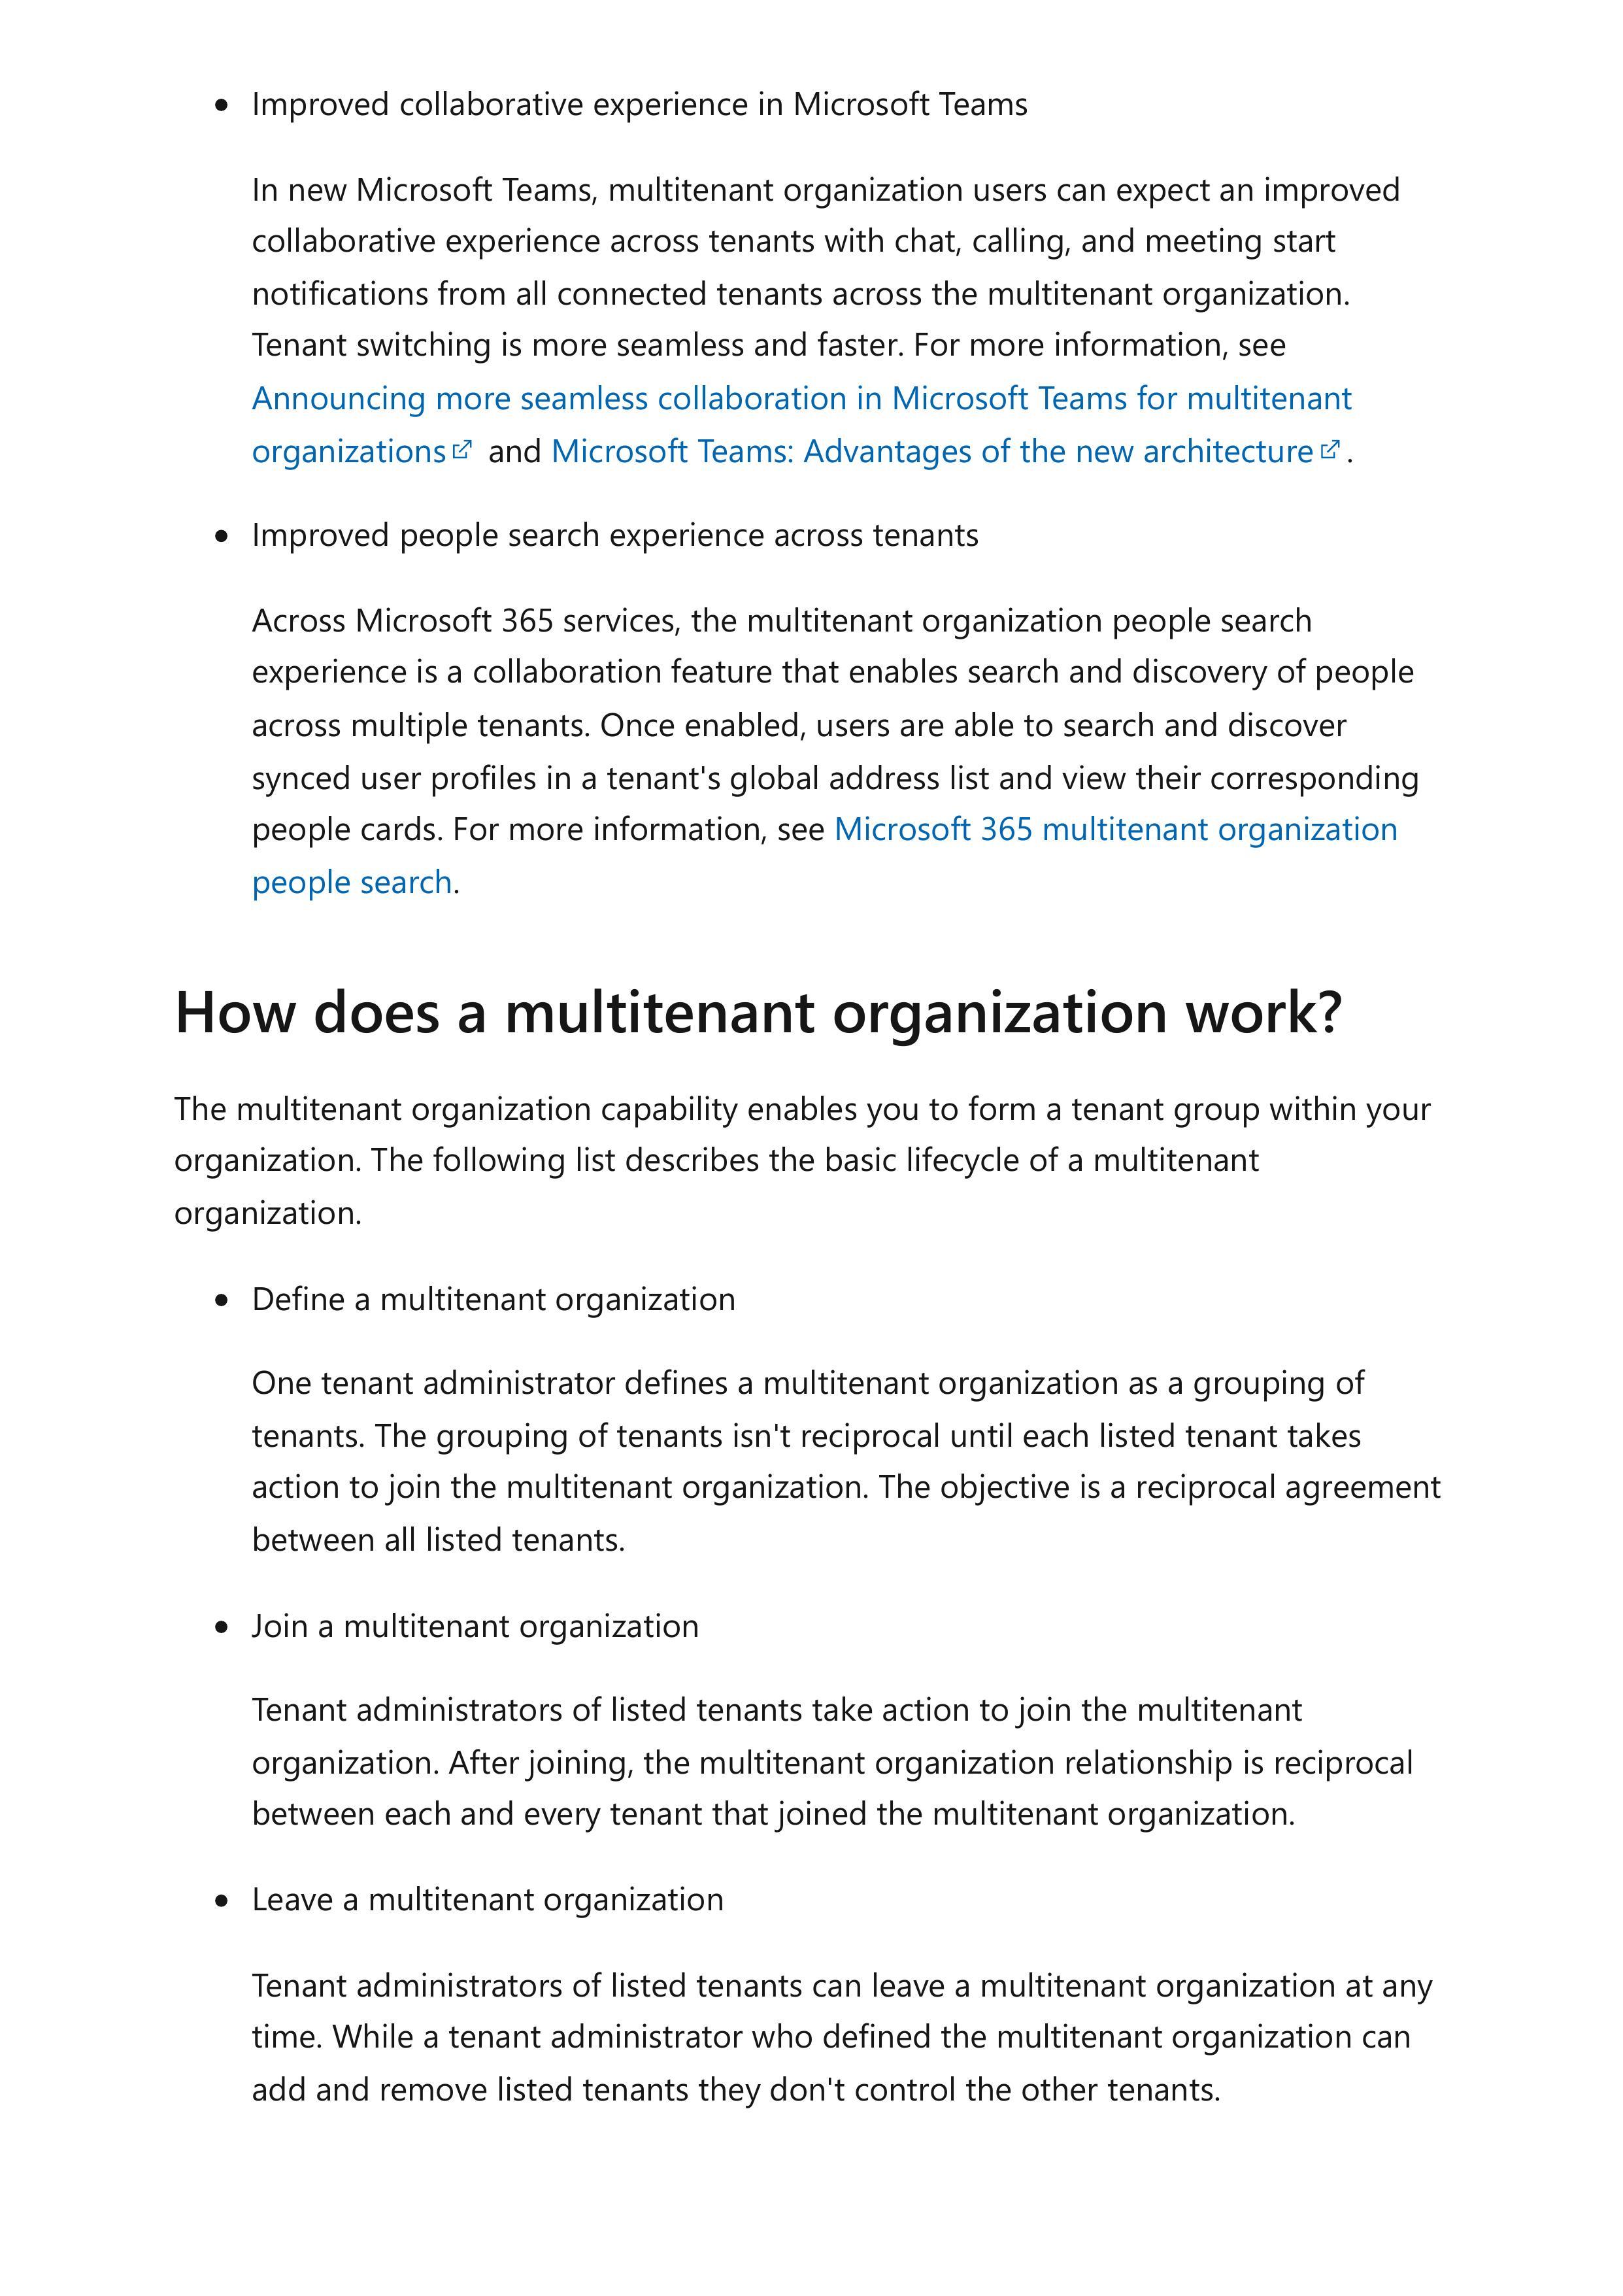 • Improved collaborative experience in Microsoft Teams
In new Microsoft Teams, multitenant organization users can expect an improved
collaborative experience across tenants with chat, calling, and meeting start
notifications from all connected tenants across the multitenant organization.
Tenant switching is more seamless and faster. For more information, see
Announcing more seamless collaboration in Microsoft Teams for multitenant
organizations and Microsoft Teams: Advantages of the new architecture .
• Improved people search experience across tenants
Across Microsoft 365 services, the multitenant organization people search
experience is a collaboration feature that enables search and discovery of people
across multiple tenants. Once enabled, users are able to search and discover
synced user profiles in a tenant's global address list and view their corresponding
people cards. For more information, see Microsoft 365 multitenant organization
people search.
How does a multitenant organization work?
The multitenant organization capability enables you to form a tenant group within your
organization. The following list describes the basic lifecycle of a multitenant
organization.
• Define a multitenant organization
One tenant administrator defines a multitenant organization as a grouping of
tenants. The grouping of tenants isn't reciprocal until each listed tenant takes
action to join the multitenant organization. The objective is a reciprocal agreement
between all listed tenants.
• Join a multitenant organization
Tenant administrators of listed tenants take action to join the multitenant
organization. After joining, the multitenant organization relationship is reciprocal
between each and every tenant that joined the multitenant organization.
• Leave a multitenant organization
Tenant administrators of listed tenants can leave a multitenant organization at any
time. While a tenant administrator who defined the multitenant organization can
add and remove listed tenants they don't control the other tenants.